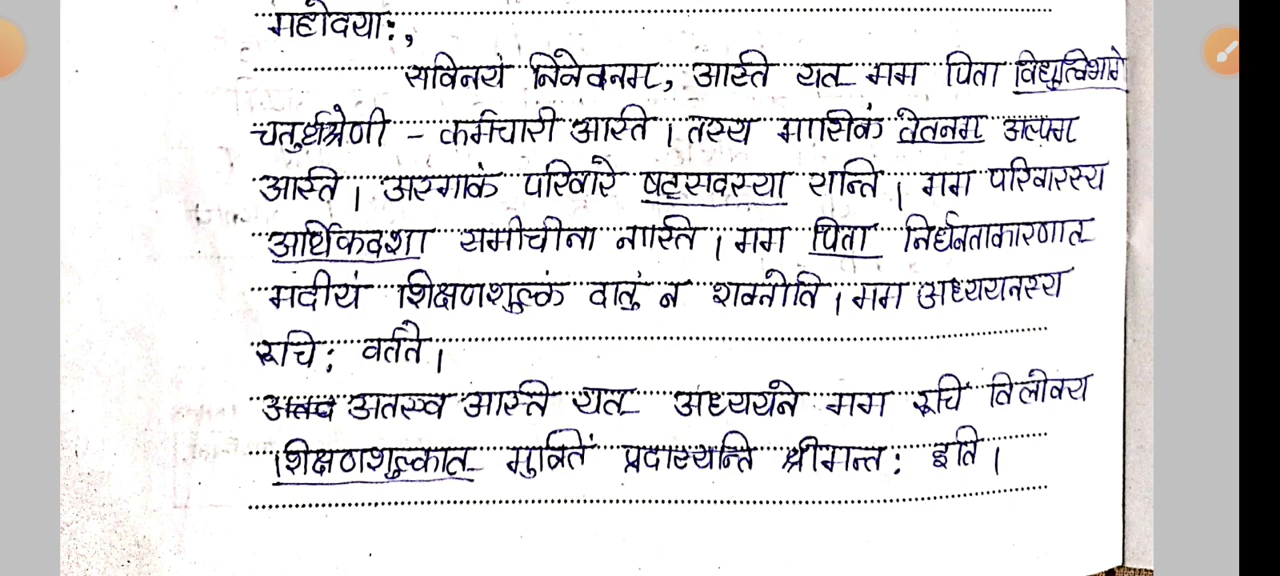 महोदयाः,
सविनयं निवेदनम्, अस्ति यत् मम पिता विद्युत्विभागे
चतुर्थश्रेणी - कर्मचारी अस्ति। तस्य मासिकं वेतनम् अल्पम्
अस्ति। अस्माकं परिवारे षट्सदस्या सन्ति। मम परिवारस्य
आर्थिकदशा समीचीना नास्ति। मम पिता निर्धनताकारणात्
मदीयं शिक्षणशुल्कं दातुं न शक्नोति। मम अध्ययनस्य
रूचिः वर्तते।
अतएव अस्ति यत् अध्ययने मम रूचि विलोक्य
शिक्षणशुल्कात् मुक्तिं प्रदास्यन्ति श्रीमन्तः इति।